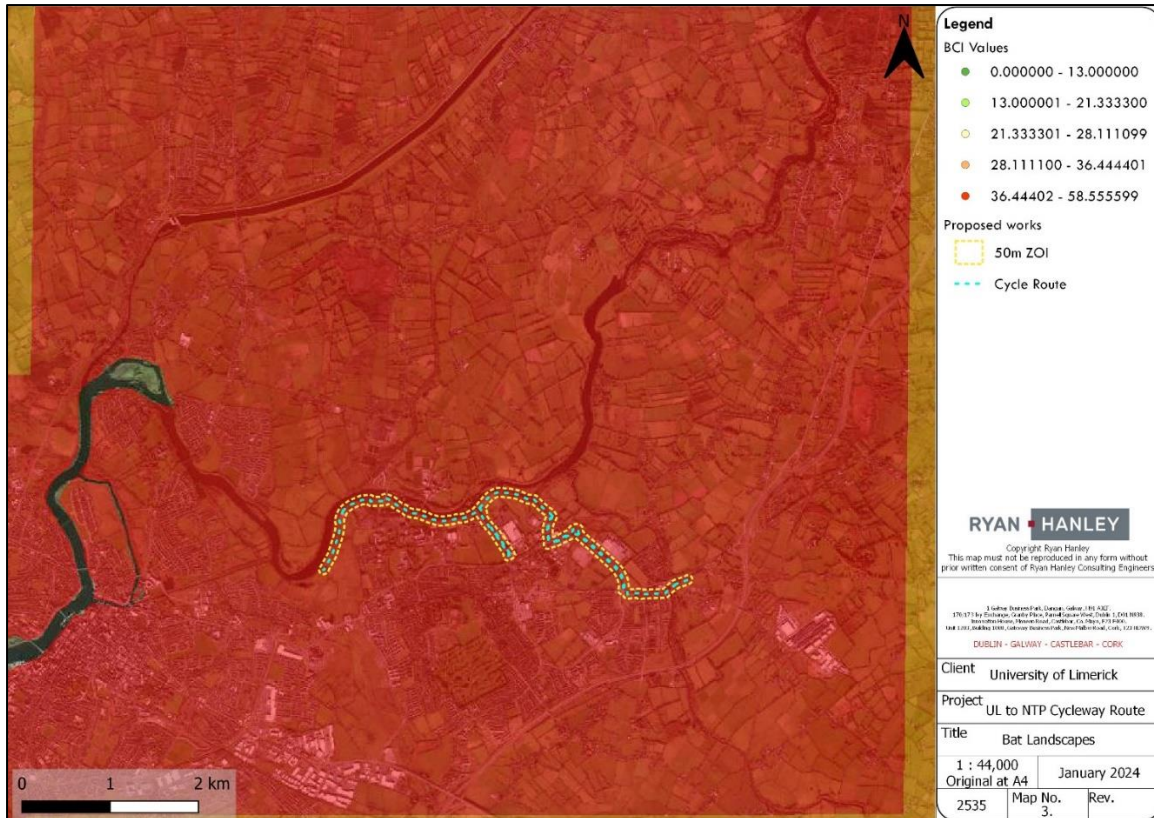 N
0 1 2 km
Legend
BCI Values
0.000000 - 13.000000
13.000001 - 21.333300
21.333301 - 28.111099
28.111100 - 36.444401
36.44402 - 58.555599
Proposed works
50m ZOI
Cycle Route
RYAN HANLEY
Copyright Ryan Hanley
This map must not be reproduced in any form without
prior written consent of Ryan Hanley Consulting Engineers
DUBLIN - GALWAY - CASTLEBAR - CORK
Client University of Limerick
Project UL to NTP Cycleway Route
Title Bat Landscapes
1 : 44,000
Original at A4
January 2024
2535
Map No.
3.
Rev.